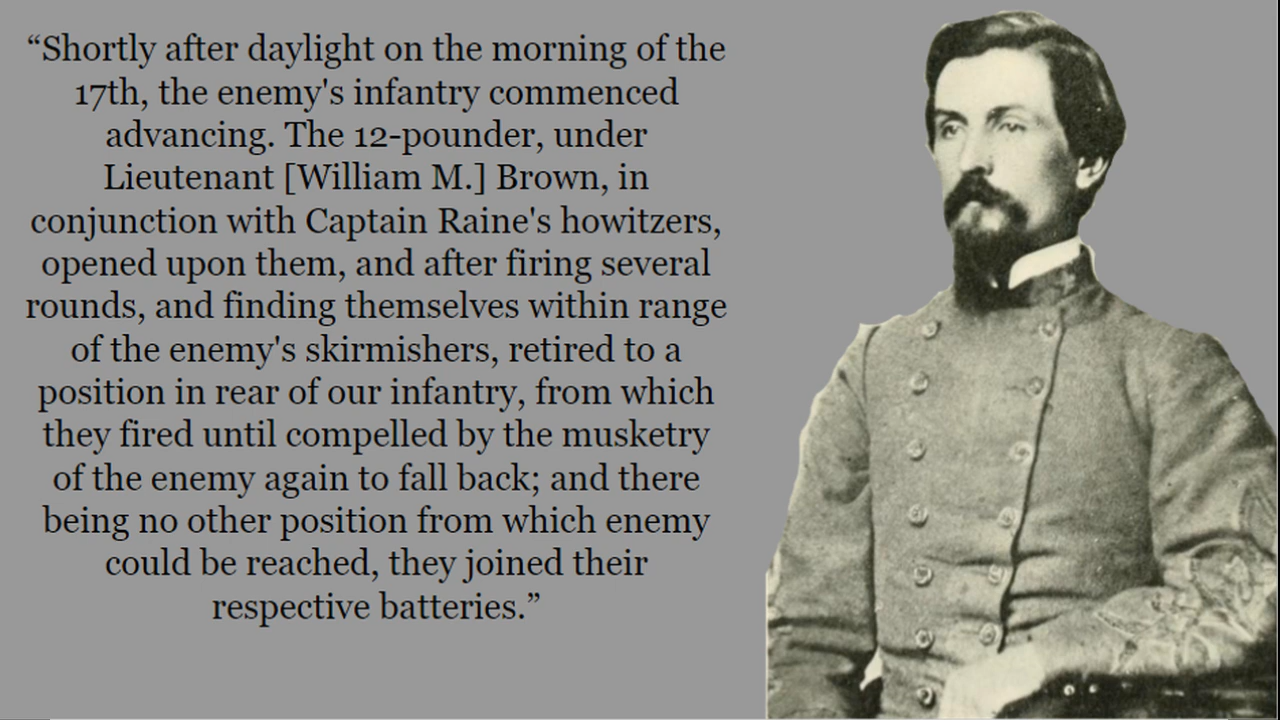 “Shortly after daylight on the morning of the
17th, the enemy's infantry commenced
advancing. The 12-pounder, under
Lieutenant [William M.] Brown, in
conjunction with Captain Raine's howitzers,
opened upon them, and after firing several
rounds, and finding themselves within range
of the enemy's skirmishers, retired to a
position in rear of our infantry, from which
they fired until compelled by the musketry
of the enemy again to fall back; and there
being no other position from which enemy
could be reached, they joined their
respective batteries.”